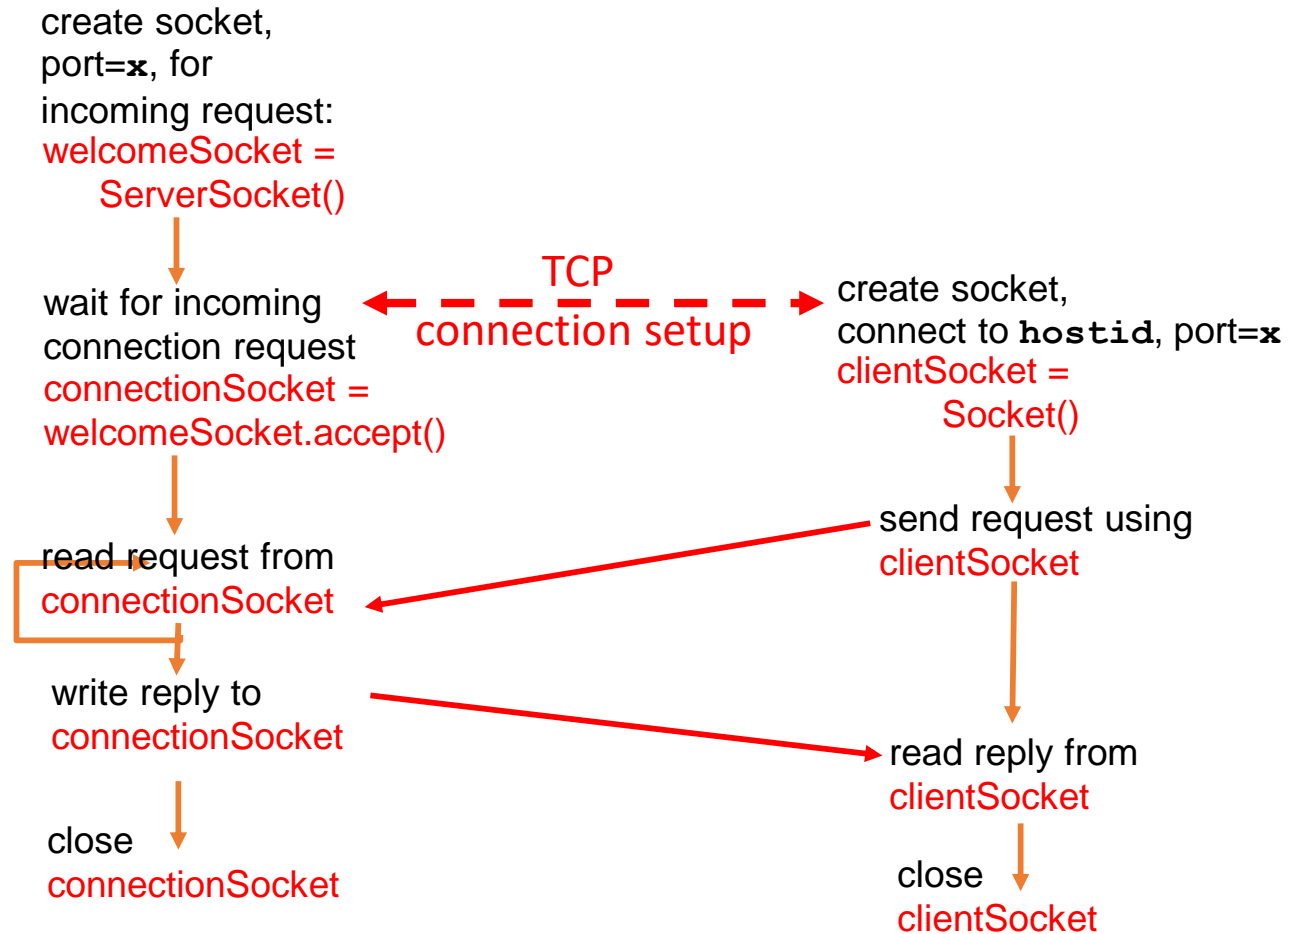 create socket,
port=x, for
incoming request:
welcomeSocket =
ServerSocket()
TCP
connection setup
wait for incoming
connection request
connectionSocket =
welcomeSocket.accept()
create socket,
connect to hostid, port=x
clientSocket =
Socket()
send request using
clientSocket
read request from
connectionSocket
write reply to
connectionSocket
read reply from
clientSocket
close
connectionSocket
close
clientSocket